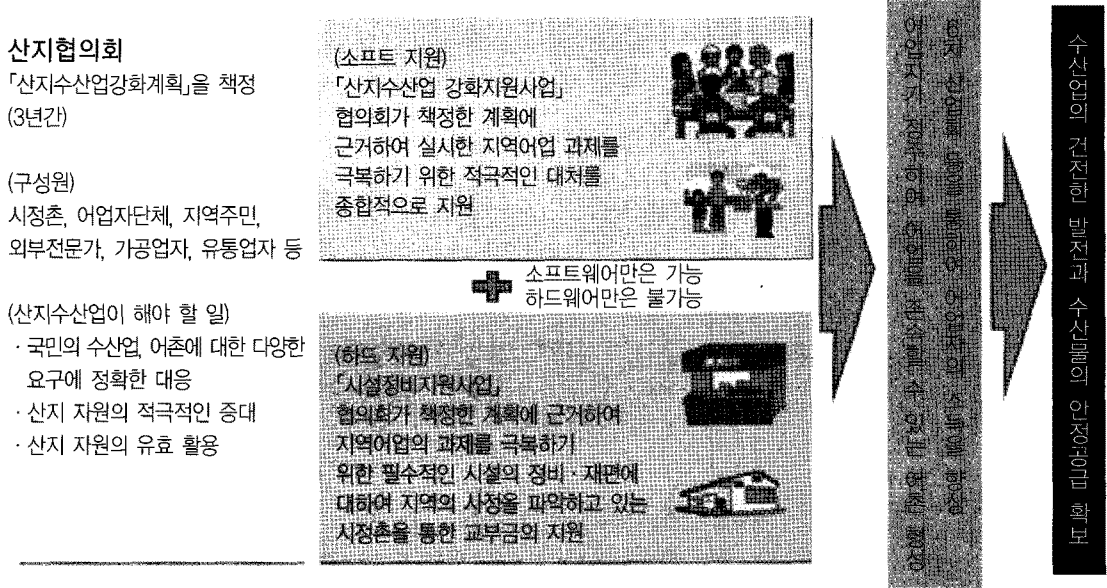 산지협의회
「산지수산업강화계획」을 책정
(3년간)
(구성원)
시정촌, 어업자단체, 지역주민,
외부전문가, 가공업자, 유통업자 등
(산지수산업이 해야 할 일)
· 국민의 수산업, 어촌에 대한 다양한
요구에 정확한 대응
· 산지 자원의 적극적인 증대
· 산지 자원의 유효 활용
(소프트 지원)
「산지수산업 강화지원사업」
협의회가 책정한 계획에
근거하여 실시한 지역어업 과제를
극복하기 위한 적극적인 대처를
종합적으로 지원
소프트웨어만은 가능
하드웨어만은 불가능
(하드 지원)
「시설정비지원사업」
협의회가 책정한 계획에 근거하여
지역어업의 과제를 극복하기
위한 필수적인 시설의 정비 · 재편에
대하여 지역의 사정을 파악하고 있는
시정촌을 통한 교부금의 지원
6차 산업화 등을 통하여 어업자의 소득을 향상
어업자가 정주하여 어업을 존속할 수 있는 어촌 형성
수산업의 건전한 발전과 수산물의 안정공급 확보